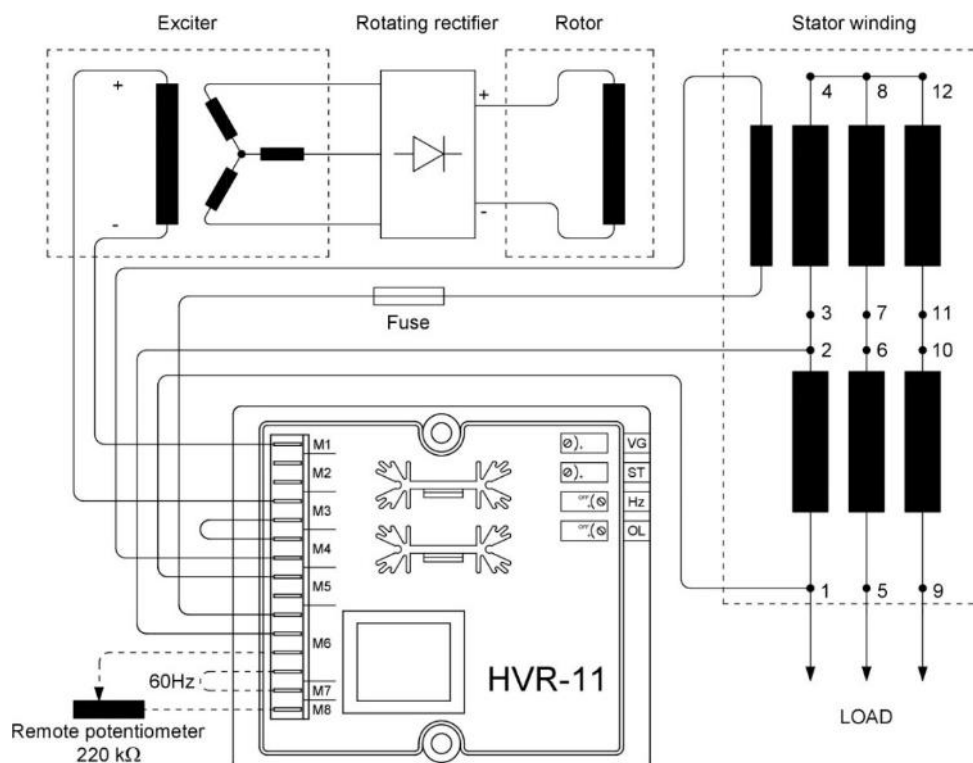 Exciter
Rotating rectifier
Rotor
Stator winding
+
-
+
-
4
8
12
Fuse
3
7
11
2
6
10
M1
M2
M3
M4
M5
M6
M7
M8
VG
ST
OFF
Hz
OFF
OL
1
5
9
60Hz
HVR-11
LOAD
Remote potentiometer
220 kΩ